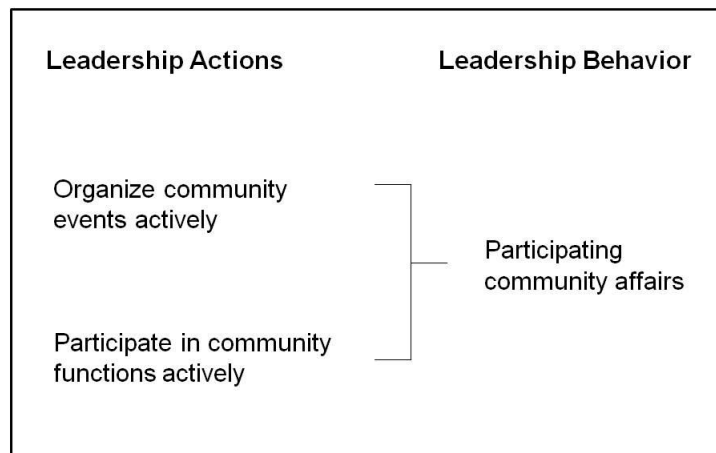 Leadership Actions
Leadership Behavior
Organize community
events actively
Participating
community affairs
Participate in community
functions actively